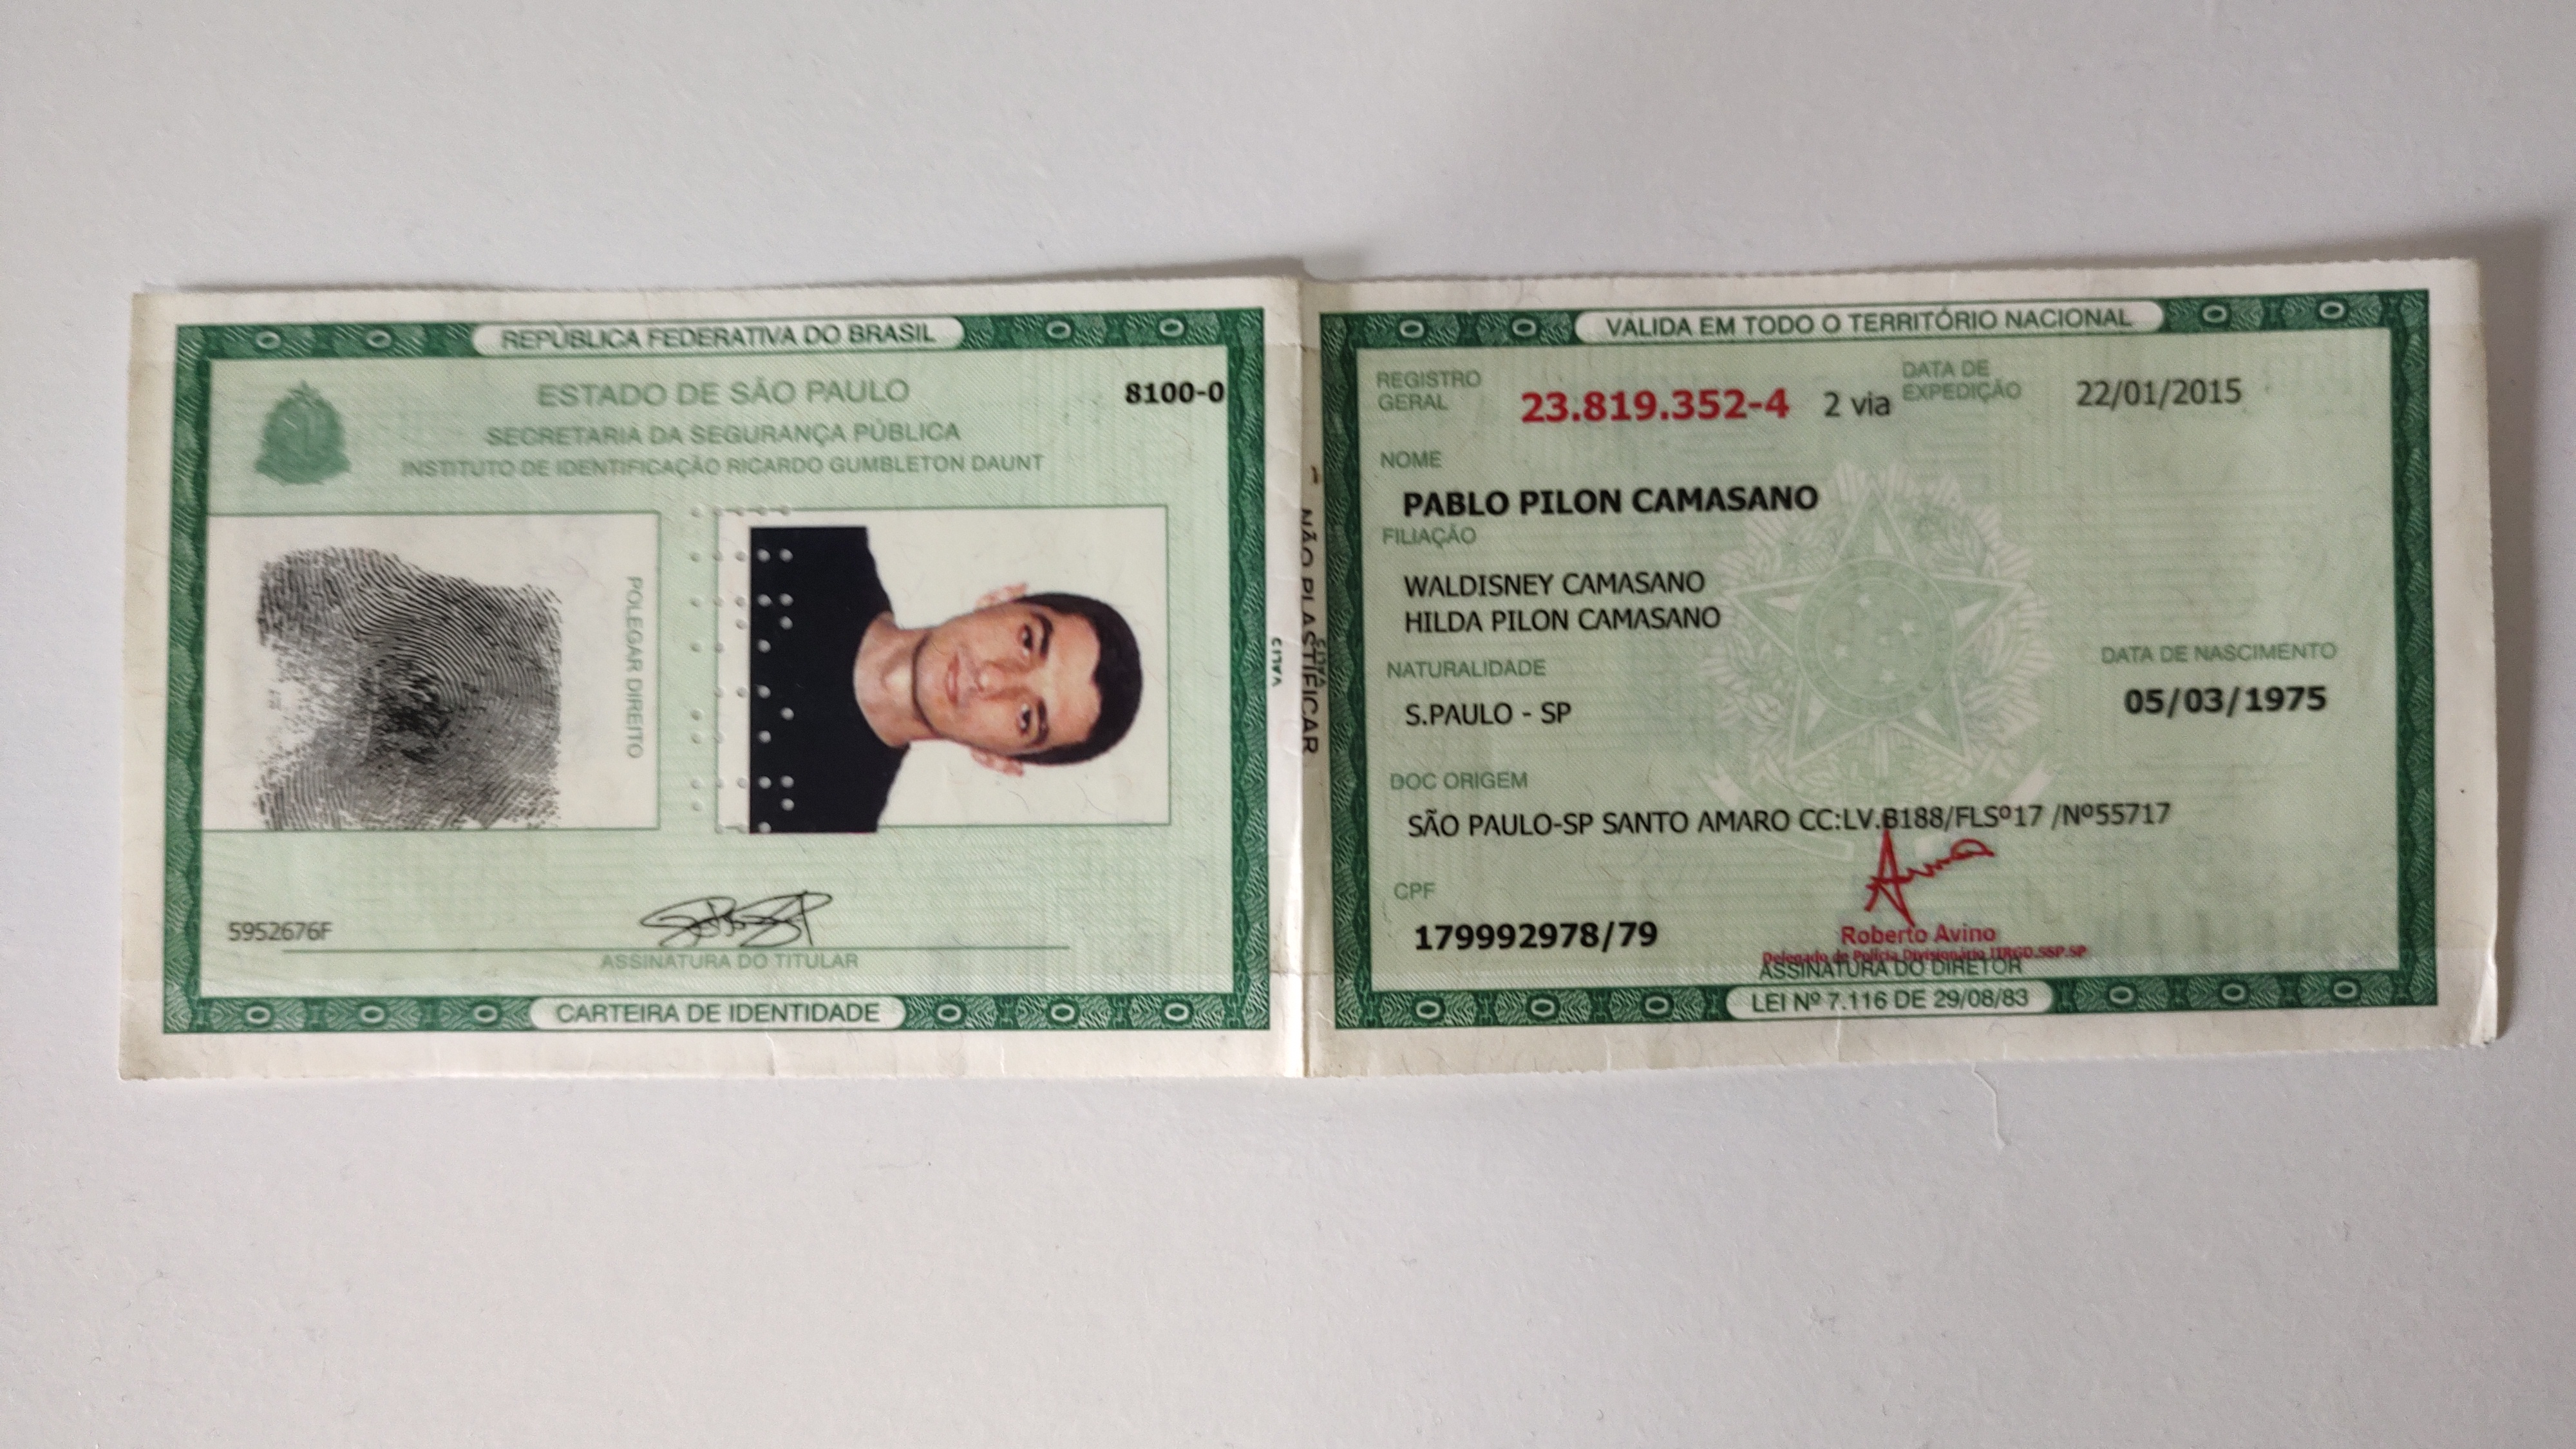 REPÚBLICA FEDERATIVA DO BRASIL
ESTADO DE SÃO PAULO
8100-0
SECRETARIA DA SEGURANÇA PÚBLICA
INSTITUTO DE IDENTIFICAÇÃO RICARDO GUMBLETON DAUNT
POLEGAR DIREITO
5952676F
ASSINATURA DO TITULAR
CARTEIRA DE IDENTIDADE
NÃO PLASTIFICAR
VÁLIDA EM TODO O TERRITÓRIO NACIONAL
REGISTRO GERAL 23.819.352-4 2 via DATA DE EXPEDIÇÃO 22/01/2015
NOME
PABLO PILON CAMASANO
FILIAÇÃO
WALDISNEY CAMASANO
HILDA PILON CAMASANO
NATURALIDADE
DATA DE NASCIMENTO
S.PAULO - SP
05/03/1975
DOC ORIGEM
SÃO PAULO-SP SANTO AMARO CC:LV.B188/FLSº17 /Nº55717
CPF
179992978/79
Roberto Avino
Delegado de Polícia Divisionário IIRGD.SSP.SP
ASSINATURA DO DIRETOR
LEI Nº 7.116 DE 29/08/83